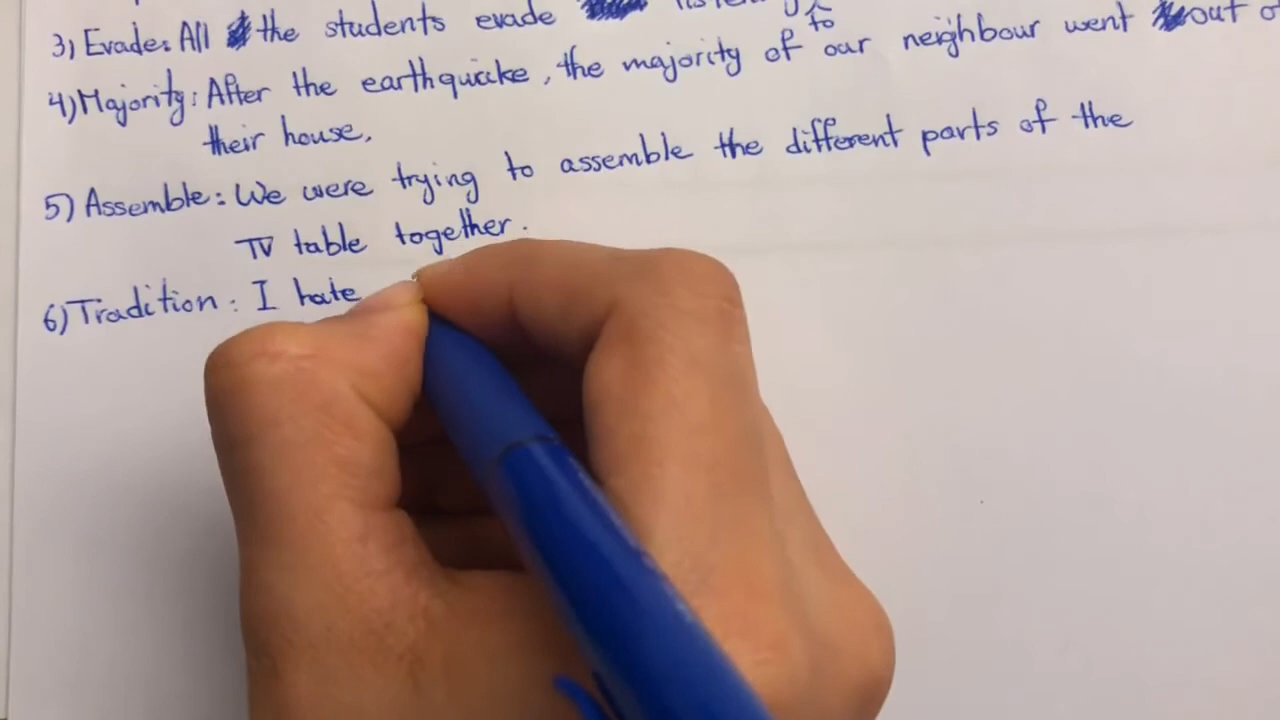 3) Evade: All the students evade
to
4) Majority: After the earthquake, the majority of our neighbour went out
their house.
5) Assemble: We were trying to assemble the different parts of the
TV table together.
6) Tradition: I hate